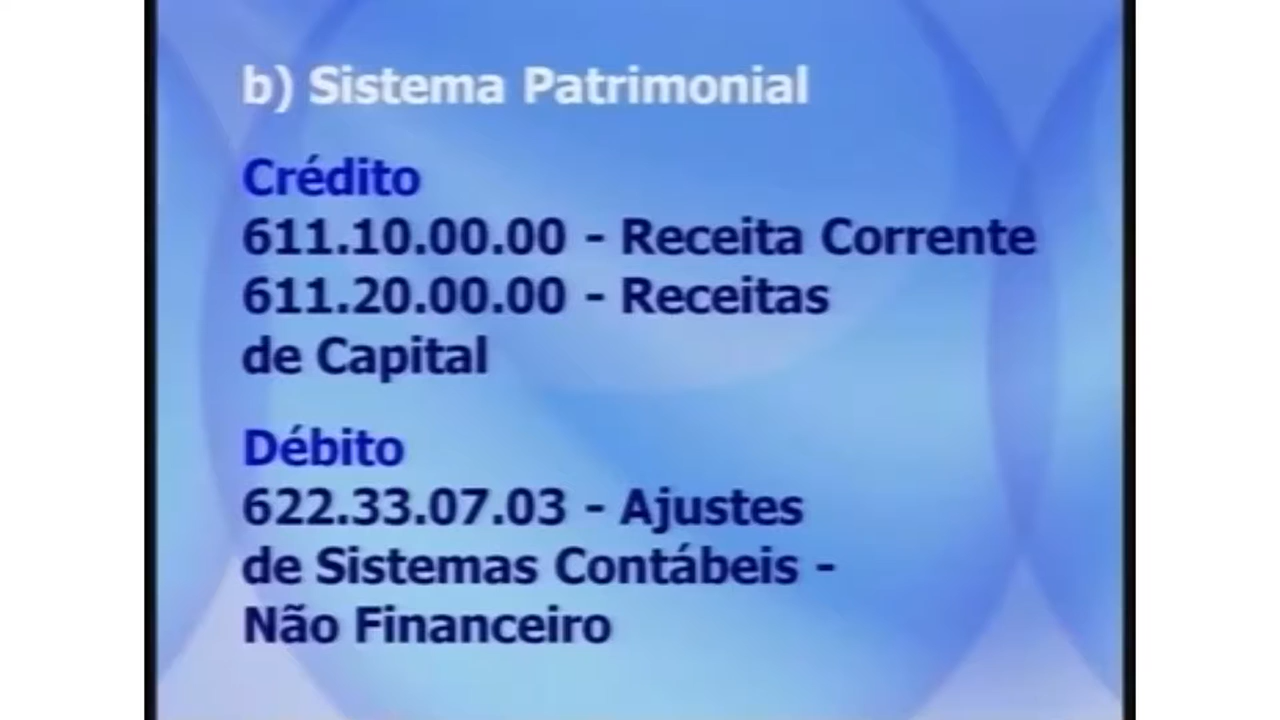 b) Sistema Patrimonial
Crédito
611.10.00.00 - Receita Corrente
611.20.00.00 - Receitas
de Capital
Débito
622.33.07.03 - Ajustes
de Sistemas Contábeis -
Não Financeiro